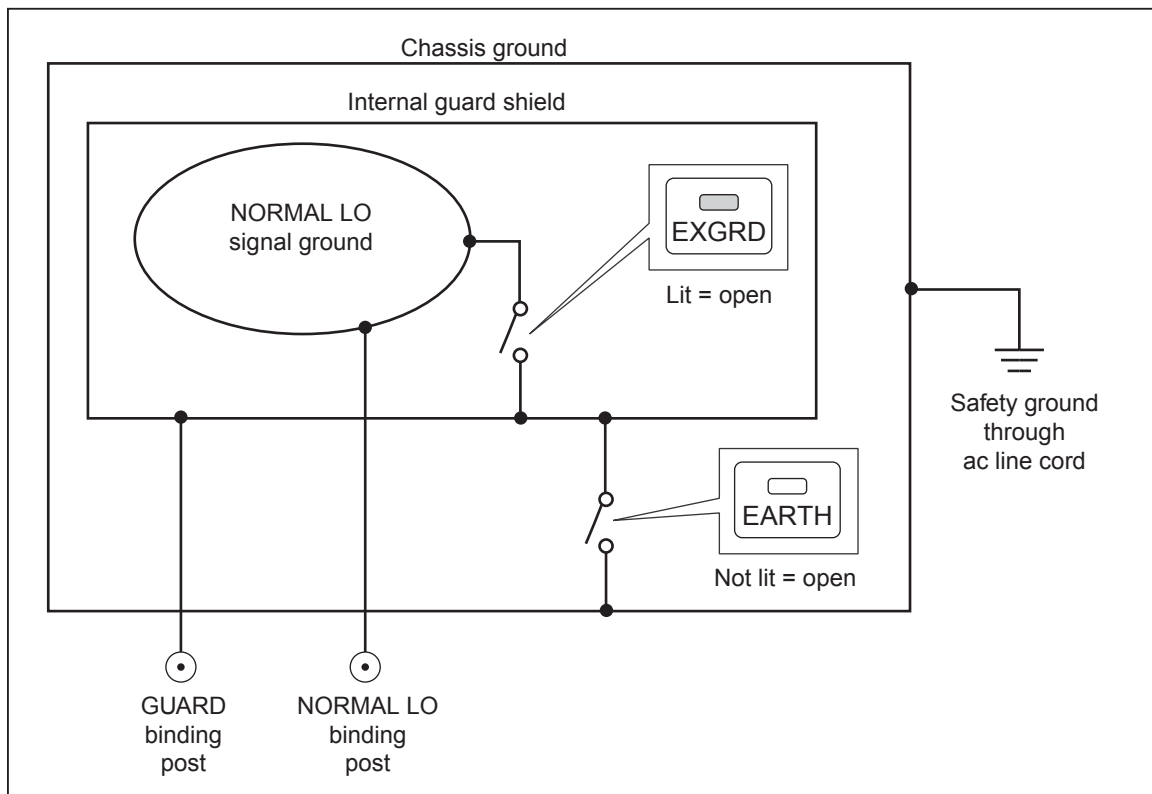 Chassis ground
Internal guard shield
NORMAL LO
signal ground
EXGRD
Lit = open
Safety ground
through
ac line cord
EARTH
Not lit = open
GUARD
binding
post
NORMAL LO
binding
post